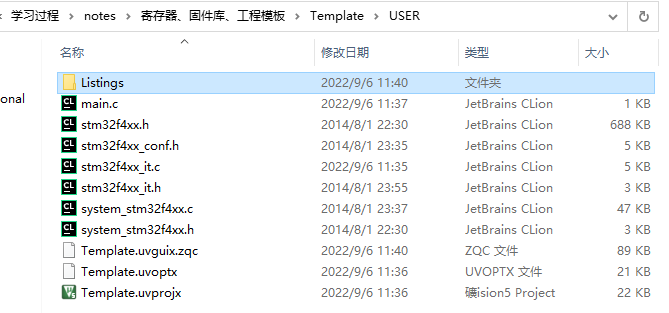 学习过程 > notes > 寄存器、固件库、工程模板 > Template > USER
名称 修改日期 类型 大小
Listings 2022/9/6 11:40 文件夹
onal
main.c 2022/9/6 11:37 JetBrains CLion 1 KB
stm32f4xx.h 2014/8/1 22:30 JetBrains CLion 688 KB
stm32f4xx_conf.h 2014/8/1 23:35 JetBrains CLion 5 KB
stm32f4xx_it.c 2022/9/6 11:35 JetBrains CLion 5 KB
stm32f4xx_it.h 2014/8/1 23:55 JetBrains CLion 3 KB
system_stm32f4xx.c 2014/8/1 23:37 JetBrains CLion 47 KB
system_stm32f4xx.h 2014/8/1 22:30 JetBrains CLion 3 KB
Template.uvguix.zqc 2022/9/6 11:40 ZQC 文件 89 KB
Template.uvoptx 2022/9/6 11:36 UVOPTX 文件 21 KB
Template.uvprojx 2022/9/6 11:36 礦ision5 Project 22 KB